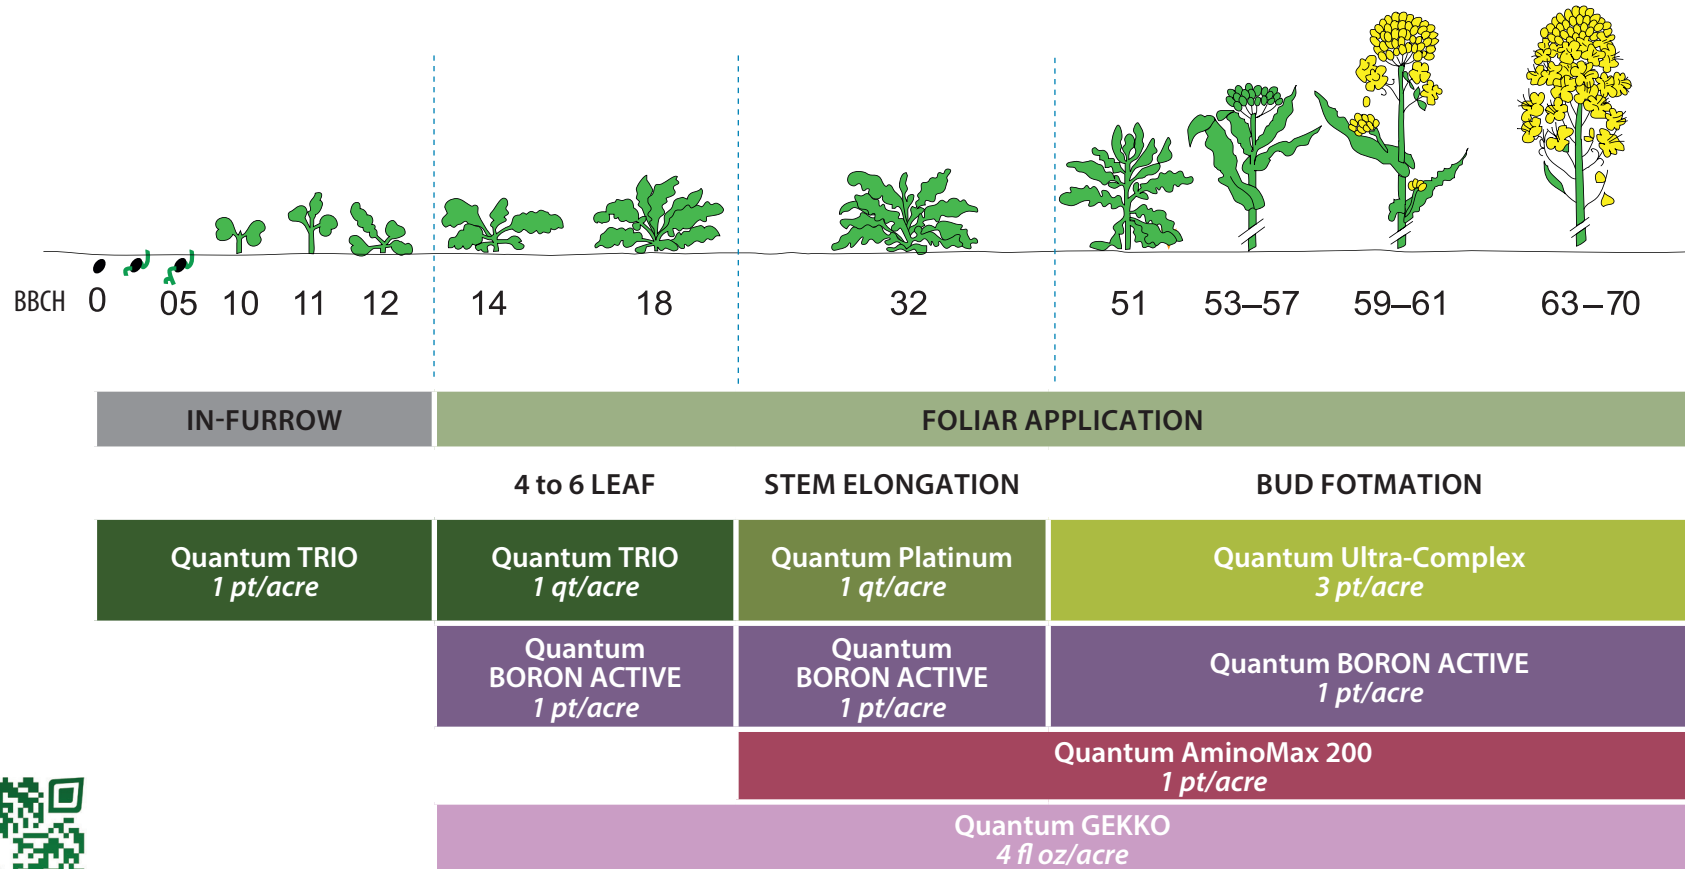 BBCH 0 05 10 11 12 14 18 32 51 53–57 59–61 63–70
IN-FURROW
FOLIAR APPLICATION
4 to 6 LEAF
STEM ELONGATION
BUD FOTMATION
Quantum TRIO
1 pt/acre
Quantum TRIO
1 qt/acre
Quantum Platinum
1 qt/acre
Quantum Ultra-Complex
3 pt/acre
Quantum
BORON ACTIVE
1 pt/acre
Quantum
BORON ACTIVE
1 pt/acre
Quantum BORON ACTIVE
1 pt/acre
Quantum AminoMax 200
1 pt/acre
Quantum GEKKO
4 fl oz/acre